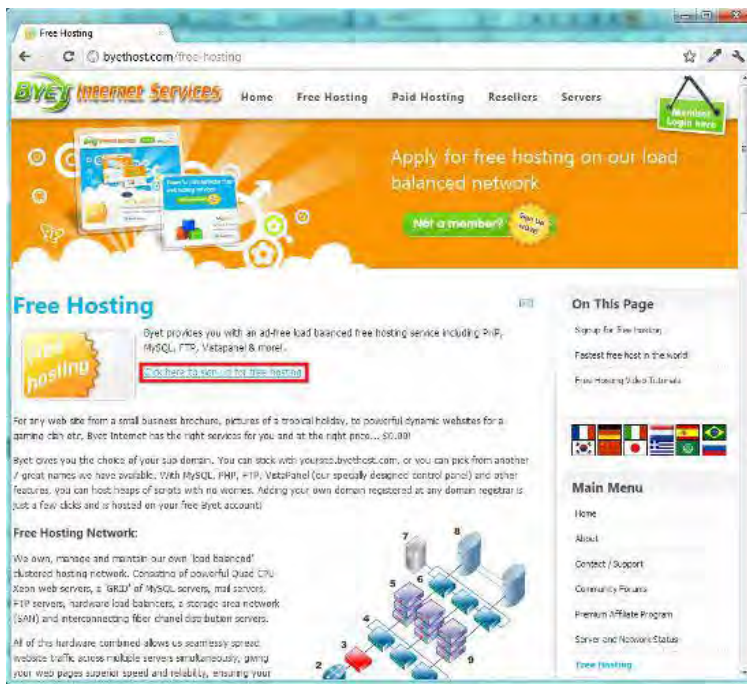 Free Hosting
byethost.com/free-hosting
BYET INTERNET SERVICES
Home
Free Hosting
Paid Hosting
Resellers
Servers
Member
Login here
Apply for free hosting on our load
balanced network
Not a member?
Sign up
now!
Free Hosting
free
hosting
Byet provides you with an ad-free load balanced free hosting service including PHP,
MySQL, FTP, Vistapanel & more!.
Click here to sign up for free hosting
For any web site from a small business brochure, pictures of a tropical holiday, to powerful dynamic websites for a
gaming clan etc, Byet Internet has the right services for you and at the right price... $0.00!
Byet gives you the choice of your sub domain. You can stick with yoursite.byethost.com, or you can pick from another
7 great names we have available. With MySQL, PHP, FTP, VistaPanel (our specially designed control panel) and other
features, you can host heaps of scripts with no worries. Adding your own domain registered at any domain registrar is
just a few clicks and is hosted on your free Byet account!
Free Hosting Network:
We own, manage and maintain our own 'load balanced'
clustered hosting network. Consisting of powerful Quad CPU
Xeon web servers, a 'GRID' of MySQL servers, mail servers,
FTP servers, hardware load balancers, a storage area network
(SAN) and interconnecting fiber chanel distribution servers.
All of this hardware combined allows us seamlessy spread
website traffic across multiple servers simultaneously, giving
your web pages superior speed and reliability, ensuring your
7
8
5
6
4
3
9
2
On This Page
Signup for free hosting
Fastest free host in the world
Free Hosting Video Tutorials
Main Menu
Home
About
Contact / Support
Community Forums
Premium Affiliate Program
Server and Network Status
Free Hosting